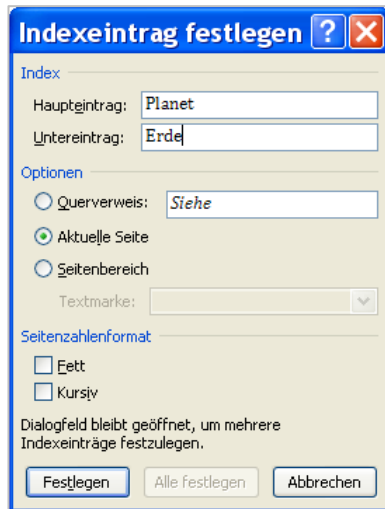 Indexeintrag festlegen
Index
Haupteintrag: Planet
Untereintrag: Erde
Optionen
Querverweis: Siehe
Aktuelle Seite
Seitenbereich
Textmarke:
Seitenzahlenformat
Fett
Kursiv
Dialogfeld bleibt geöffnet, um mehrere
Indexeinträge festzulegen.
Festlegen Alle festlegen Abbrechen